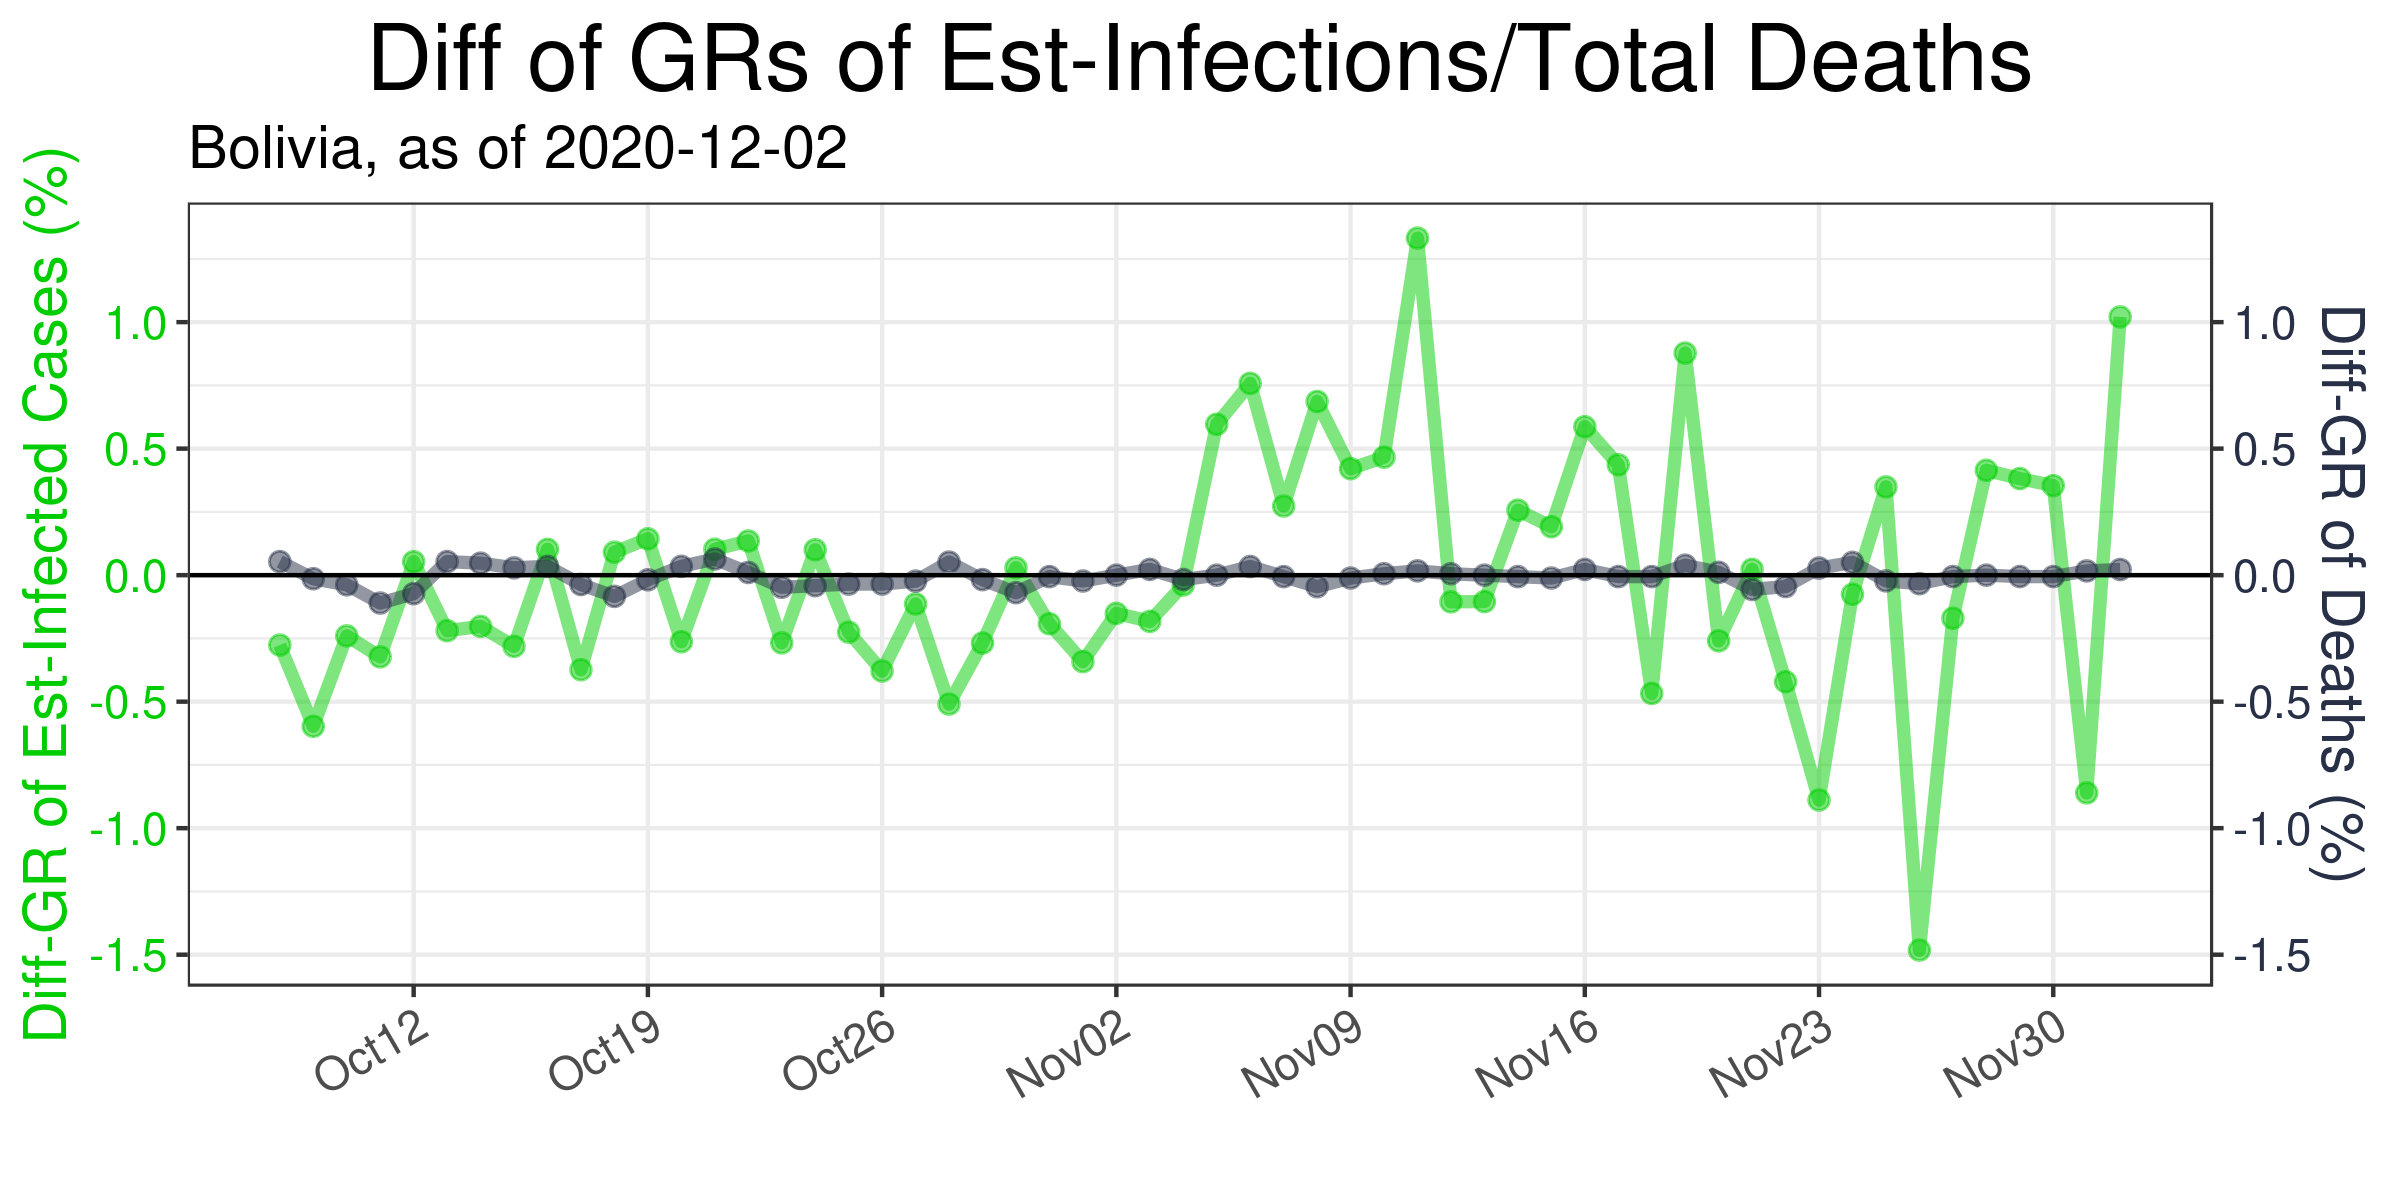 Diff of GRs of Est-Infections/Total Deaths
Bolivia, as of 2020-12-02
Diff-GR of Est-Infected Cases (%)
1.0
0.5
0.0
-0.5
-1.0
-1.5
1.0
0.5
0.0
-0.5
-1.0
-1.5
Diff-GR of Deaths (%)
Oct12
Oct19
Oct26
Nov02
Nov09
Nov16
Nov23
Nov30